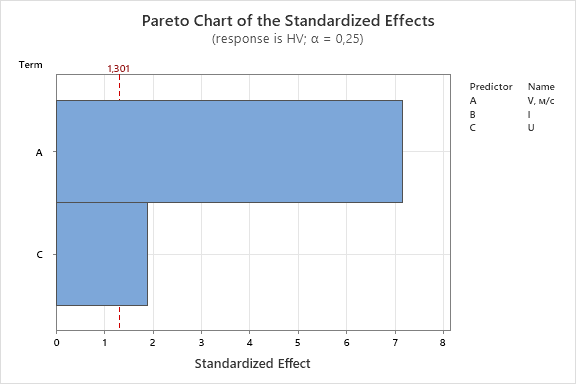 Pareto Chart of the Standardized Effects
(response is HV; α = 0,25)
Term
1,301
A
C
0 1 2 3 4 5 6 7 8
Standardized Effect
Predictor Name
A V, м/с
B I
C U